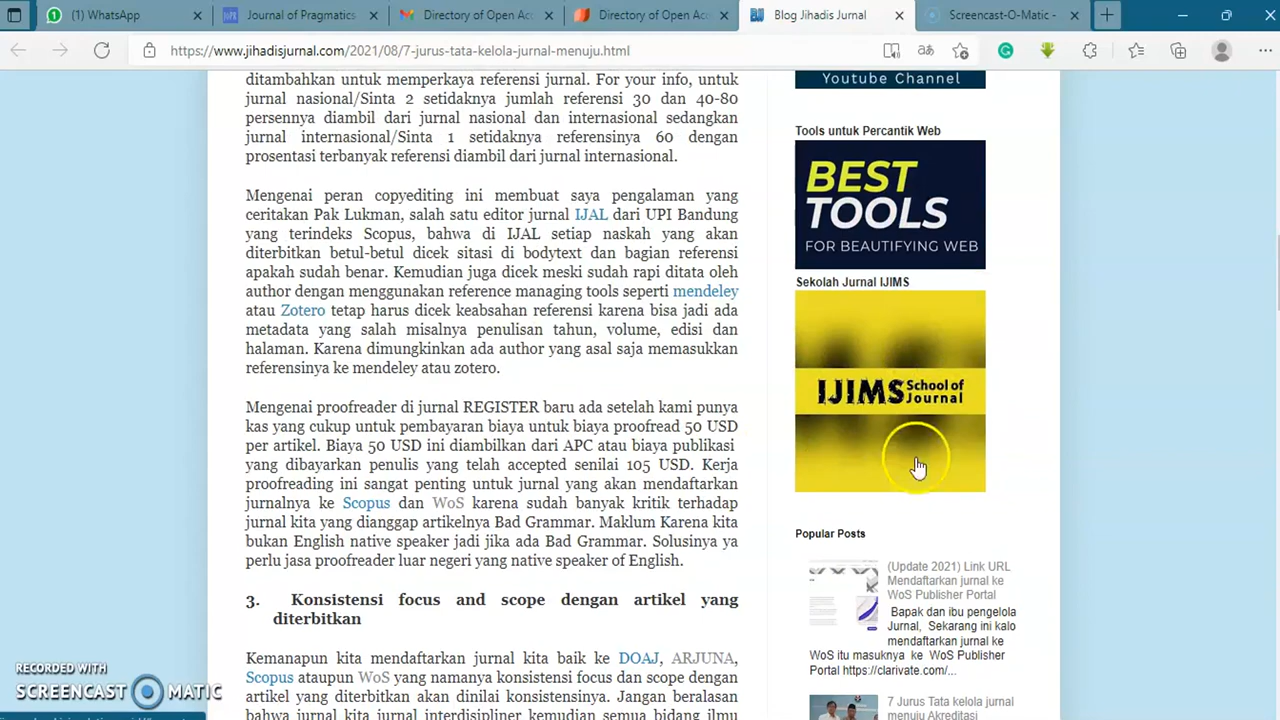 (1) WhatsApp
Journal of Pragmatics
Directory of Open Acc
Directory of Open Acc
Blog Jihadis Jurnal
Screencast-O-Matic -
https://www.jihadisjurnal.com/2021/08/7-jurus-tata-kelola-jurnal-menuju.html
ditambahkan untuk memperkaya referensi jurnal. For your info, untuk
jurnal nasional/Sinta 2 setidaknya jumlah referensi 30 dan 40-80
persennya diambil dari jurnal nasional dan internasional sedangkan
jurnal internasional/Sinta 1 setidaknya referensinya 60 dengan
prosentasi terbanyak referensi diambil dari jurnal internasional.
Mengenai peran copyediting ini membuat saya pengalaman yang
ceritakan Pak Lukman, salah satu editor jurnal IJAL dari UPI Bandung
yang terindeks Scopus, bahwa di IJAL setiap naskah yang akan
diterbitkan betul-betul dicek sitasi di bodytext dan bagian referensi
apakah sudah benar. Kemudian juga dicek meski sudah rapi ditata oleh
author dengan menggunakan reference managing tools seperti mendeley
atau Zotero tetap harus dicek keabsahan referensi karena bisa jadi ada
metadata yang salah misalnya penulisan tahun, volume, edisi dan
halaman. Karena dimungkinkan ada author yang asal saja memasukkan
referensinya ke mendeley atau zotero.
Mengenai proofreader di jurnal REGISTER baru ada setelah kami punya
kas yang cukup untuk pembayaran biaya untuk biaya proofread 50 USD
per artikel. Biaya 50 USD ini diambilkan dari APC atau biaya publikasi
yang dibayarkan penulis yang telah accepted senilai 105 USD. Kerja
proofreading ini sangat penting untuk jurnal yang akan mendaftarkan
jurnalnya ke Scopus dan WoS karena sudah banyak kritik terhadap
jurnal kita yang dianggap artikelnya Bad Grammar. Maklum Karena kita
bukan English native speaker jadi jika ada Bad Grammar. Solusinya ya
perlu jasa proofreader luar negeri yang native speaker of English.
3. Konsistensi focus and scope dengan artikel yang
diterbitkan
Kemanapun kita mendaftarkan jurnal kita baik ke DOAJ, ARJUNA,
Scopus ataupun WoS yang namanya konsistensi focus dan scope dengan
artikel yang diterbitkan akan dinilai konsistensinya. Jangan beralasan
bahwa jurnal kita jurnal interdisipliner kemudian semua bidang ilmu
Youtube Channel
Tools untuk Percantik Web
BEST
TOOLS
FOR BEAUTIFYING WEB
Sekolah Jurnal IJIMS
IJIMS School of
Journal
Popular Posts
(Update 2021) Link URL
Mendaftarkan jurnal ke
WoS Publisher Portal
Bapak dan ibu pengelola
Jurnal, Sekarang ini kalo
mendaftarkan jurnal ke
WoS itu masuknya ke WoS Publisher
Portal https://clarivate.com/...
7 Jurus Tata kelola jurnal
menuju Akreditasi
RECORDED WITH
SCREENCAST MATIC